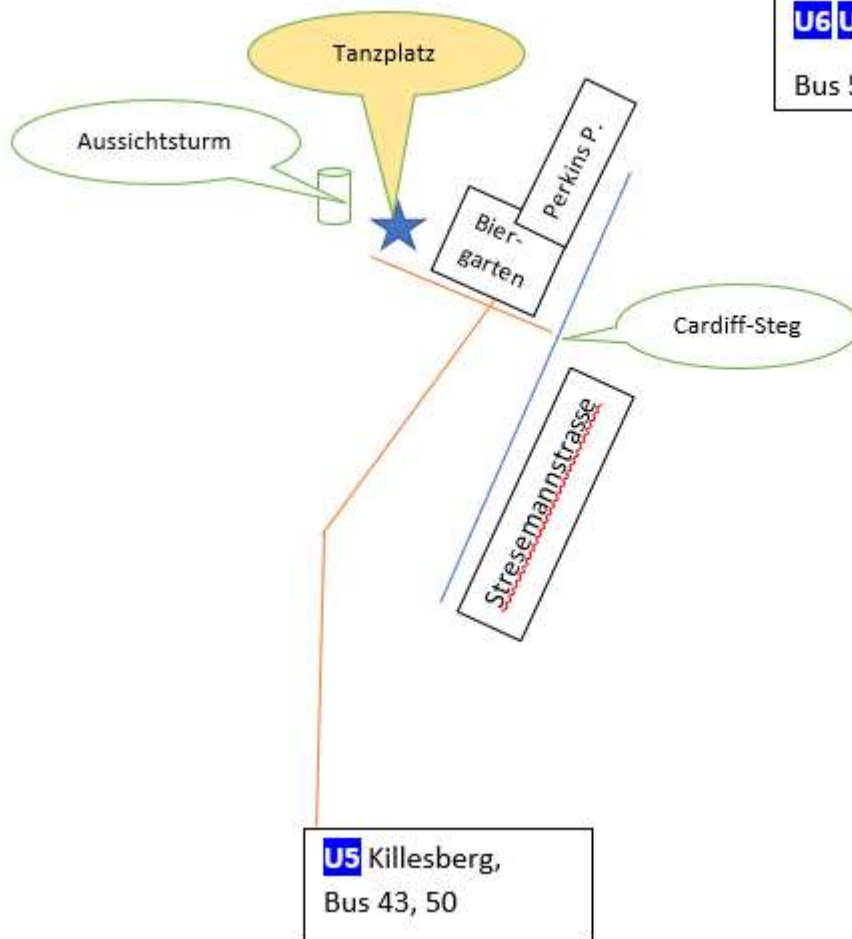 Tanzplatz
U6
Bus
Aussichtsturm
Perkins P.
Bier-
garten
Cardiff-Steg
Stresemannstrasse
U5 Killesberg,
Bus 43, 50